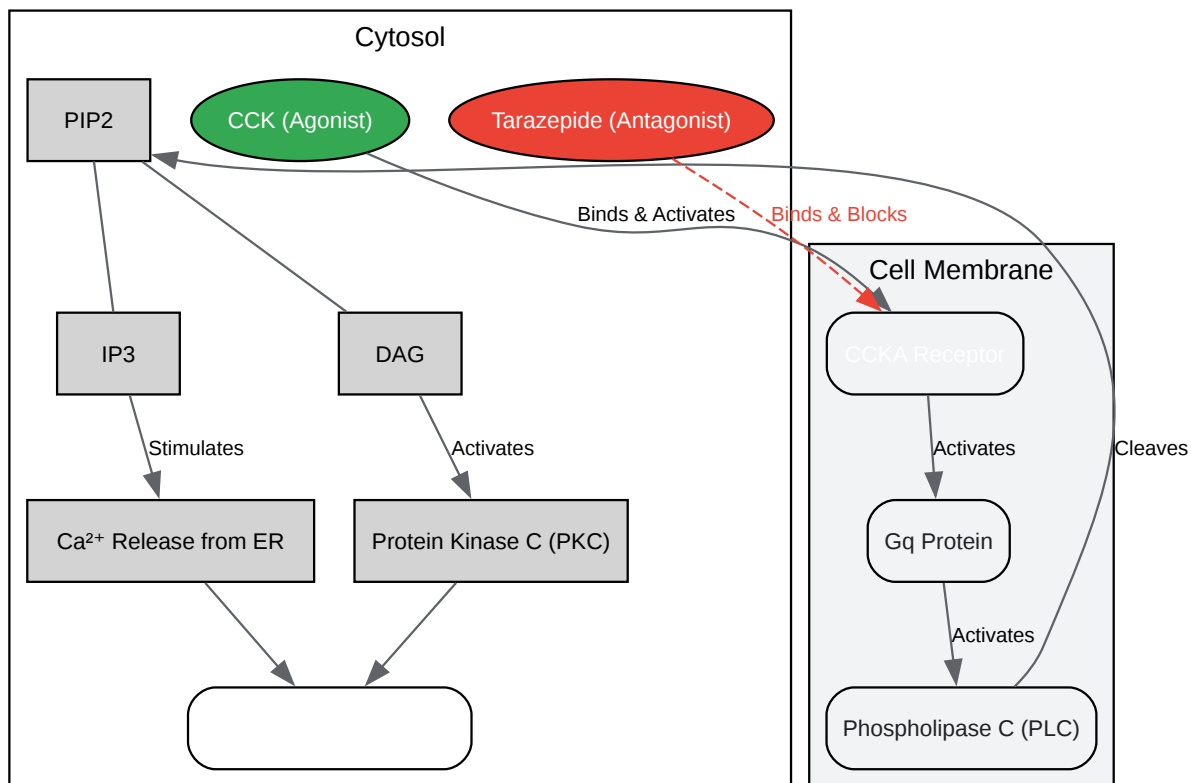 Cytosol
PIP2
CCK (Agonist)
Tarazepide (Antagonist)
Binds & Activates
Binds & Blocks
Cell Membrane
IP3
DAG
CCKA Receptor
Stimulates
Activates
Activates
Cleaves
Ca²⁺ Release from ER
Protein Kinase C (PKC)
Gq Protein
Activates
Phospholipase C (PLC)